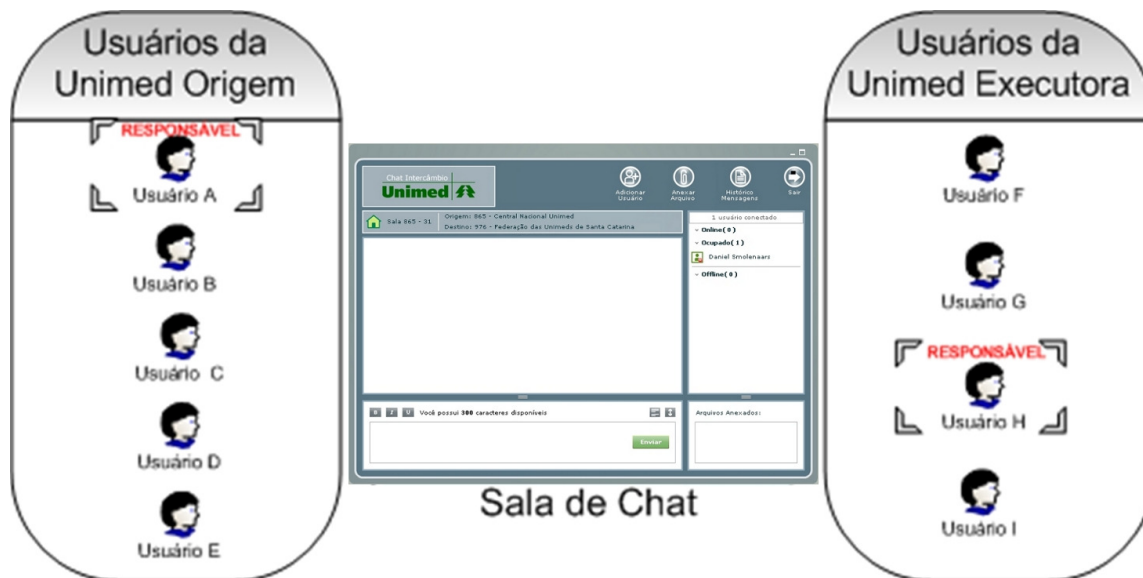 Usuários da
Unimed Origem
RESPONSÁVEL
Usuário A
Usuário B
Usuário C
Usuário D
Usuário E
Chat Intercâmbio
Unimed
Adicionar
Usuário
Anexar
Arquivo
Histórico
Mensagens
Sair
Sala 865 - 31
Origem: 865 - Central Nacional Unimed
Destino: 976 - Federação das Unimeds de Santa Catarina
1 usuário conectado
Online( 0 )
Ocupado( 1 )
Daniel Smolenaars
Offline( 0 )
B I U Você possui 300 caracteres disponíveis
Enviar
Arquivos Anexados:
Sala de Chat
Usuários da
Unimed Executora
Usuário F
Usuário G
RESPONSÁVEL
Usuário H
Usuário I